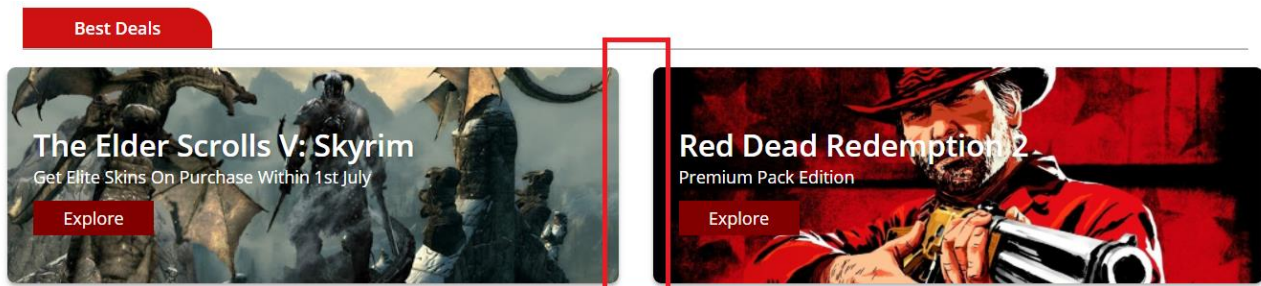 Best Deals
The Elder Scrolls V: Skyrim
Get Elite Skins On Purchase Within 1st July
Explore
Red Dead Redemption 2
Premium Pack Edition
Explore